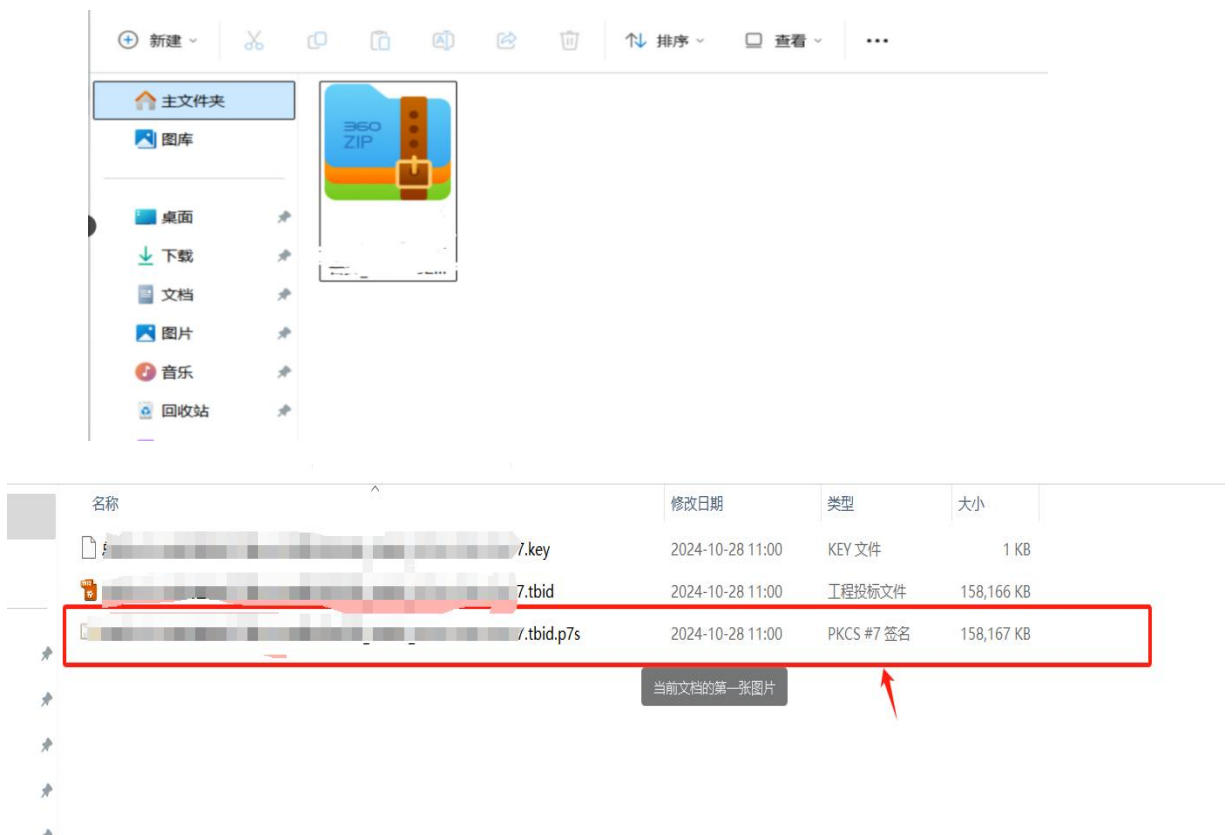 新建 排序 查看
主文件夹
图库
360
ZIP
桌面
下载
文档
图片
音乐
回收站
名称 修改日期 类型 大小
7.key 2024-10-28 11:00 KEY 文件 1 KB
7.tbid 2024-10-28 11:00 工程投标文件 158,166 KB
7.tbid.p7s 2024-10-28 11:00 PKCS #7 签名 158,167 KB
当前文档的第一张图片